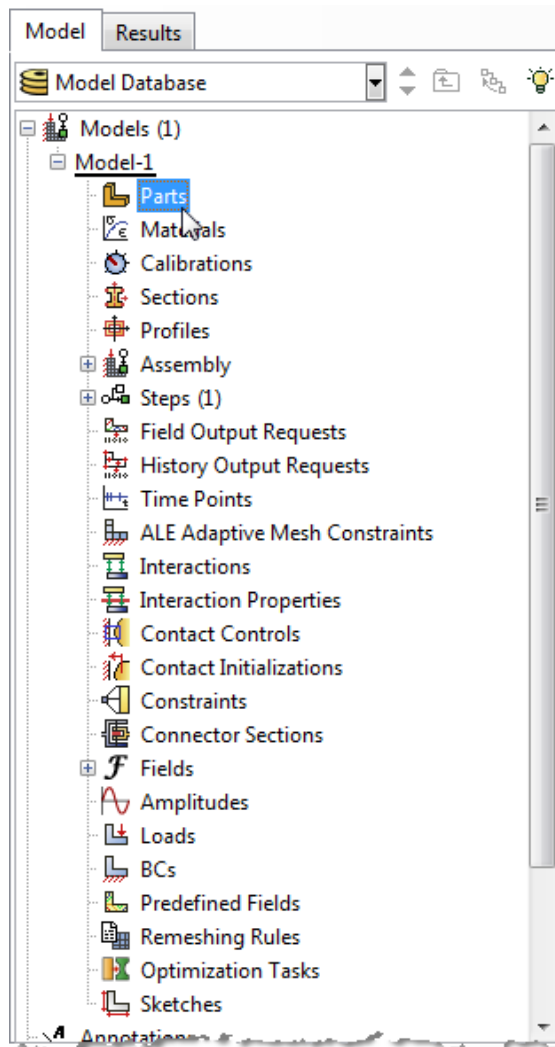 Model Results
Model Database
Models (1)
Model-1
Parts
Materials
Calibrations
Sections
Profiles
Assembly
Steps (1)
Field Output Requests
History Output Requests
Time Points
ALE Adaptive Mesh Constraints
Interactions
Interaction Properties
Contact Controls
Contact Initializations
Constraints
Connector Sections
Fields
Amplitudes
Loads
BCs
Predefined Fields
Remeshing Rules
Optimization Tasks
Sketches
Annotations